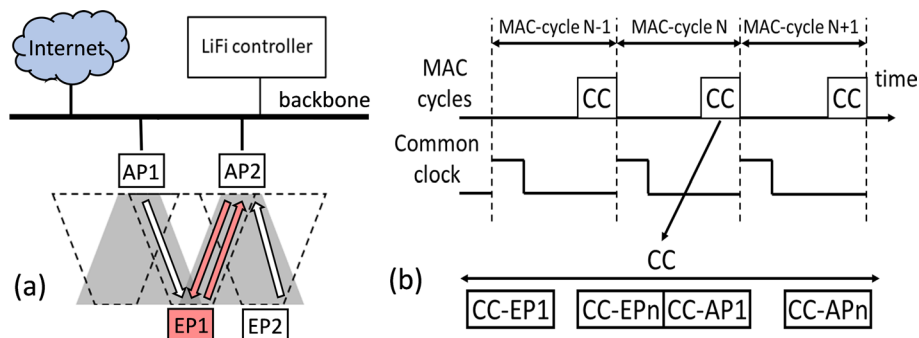 Internet
LiFi controller
backbone
AP1
AP2
(a)
EP1
EP2
MAC-cycle N-1
MAC-cycle N
MAC-cycle N+1
MAC
cycles
CC
CC
CC
time
Common
clock
CC
(b)
CC-EP1
CC-EPn
CC-AP1
CC-APn